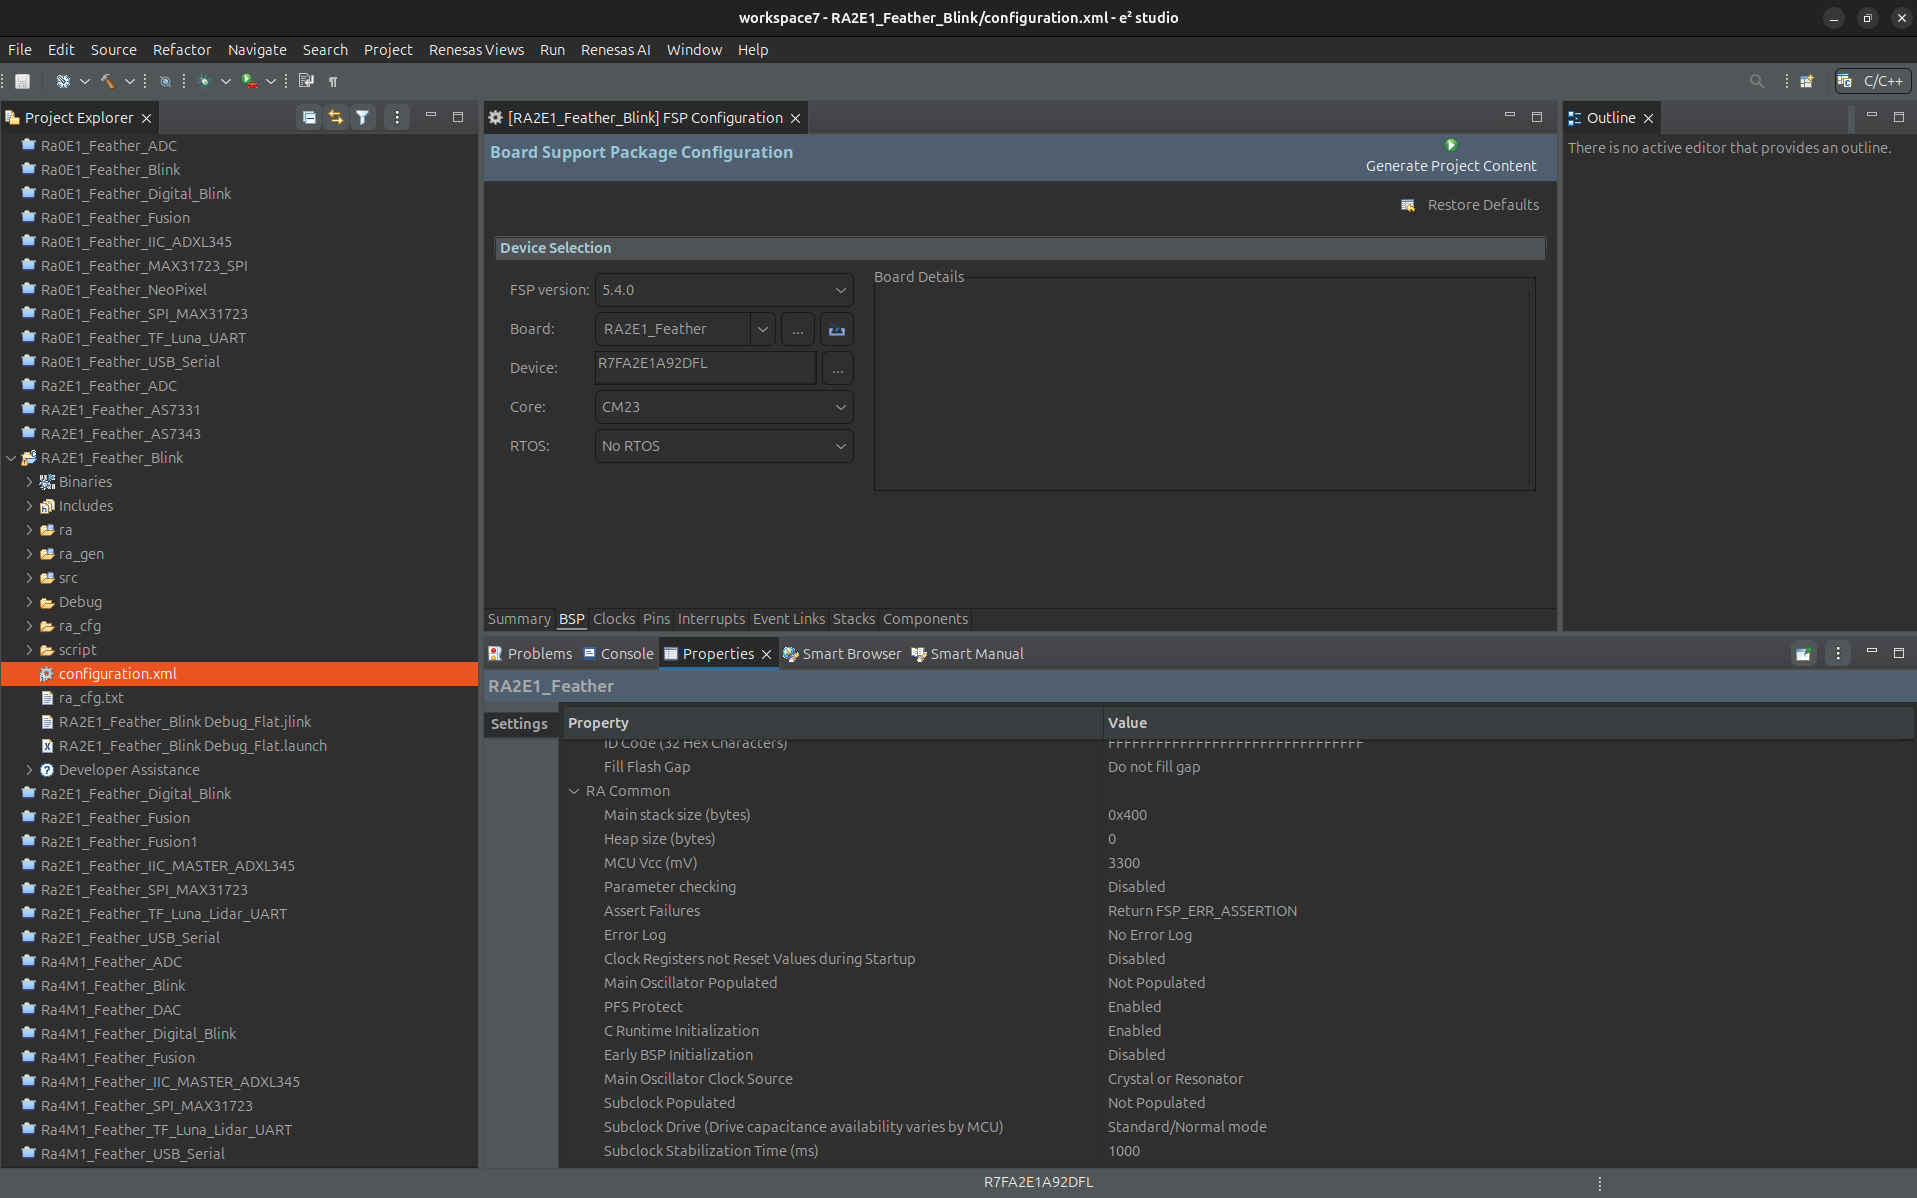 workspace7 - RA2E1_Feather_Blink/configuration.xml - e² studio
File Edit Source Refactor Navigate Search Project Renesas Views Run Renesas AI Window Help
C/C++
Project Explorer
Ra0E1_Feather_ADC
Ra0E1_Feather_Blink
Ra0E1_Feather_Digital_Blink
Ra0E1_Feather_Fusion
Ra0E1_Feather_IIC_ADXL345
Ra0E1_Feather_MAX31723_SPI
Ra0E1_Feather_NeoPixel
Ra0E1_Feather_SPI_MAX31723
Ra0E1_Feather_TF_Luna_UART
Ra0E1_Feather_USB_Serial
Ra2E1_Feather_ADC
RA2E1_Feather_AS7331
RA2E1_Feather_AS7343
RA2E1_Feather_Blink
Binaries
Includes
ra
ra_gen
src
Debug
ra_cfg
script
configuration.xml
ra_cfg.txt
RA2E1_Feather_Blink Debug_Flat.jlink
RA2E1_Feather_Blink Debug_Flat.launch
Developer Assistance
Ra2E1_Feather_Digital_Blink
Ra2E1_Feather_Fusion
Ra2E1_Feather_Fusion1
Ra2E1_Feather_IIC_MASTER_ADXL345
Ra2E1_Feather_SPI_MAX31723
Ra2E1_Feather_TF_Luna_Lidar_UART
Ra2E1_Feather_USB_Serial
Ra4M1_Feather_ADC
Ra4M1_Feather_Blink
Ra4M1_Feather_DAC
Ra4M1_Feather_Digital_Blink
Ra4M1_Feather_Fusion
Ra4M1_Feather_IIC_MASTER_ADXL345
Ra4M1_Feather_SPI_MAX31723
Ra4M1_Feather_TF_Luna_Lidar_UART
Ra4M1_Feather_USB_Serial
[RA2E1_Feather_Blink] FSP Configuration
Board Support Package Configuration
Generate Project Content
Restore Defaults
Device Selection
FSP version: 5.4.0
Board: RA2E1_Feather ...
Device: R7FA2E1A92DFL ...
Core: CM23
RTOS: No RTOS
Board Details
Summary BSP Clocks Pins Interrupts Event Links Stacks Components
Outline
There is no active editor that provides an outline.
Problems Console Properties Smart Browser Smart Manual
RA2E1_Feather
Settings
Property Value
ID Code (32 Hex Characters) FFFFFFFFFFFFFFFFFFFFFFFFFFFFFFFF
Fill Flash Gap Do not fill gap
RA Common
Main stack size (bytes) 0x400
Heap size (bytes) 0
MCU Vcc (mV) 3300
Parameter checking Disabled
Assert Failures Return FSP_ERR_ASSERTION
Error Log No Error Log
Clock Registers not Reset Values during Startup Disabled
Main Oscillator Populated Not Populated
PFS Protect Enabled
C Runtime Initialization Enabled
Early BSP Initialization Disabled
Main Oscillator Clock Source Crystal or Resonator
Subclock Populated Not Populated
Subclock Drive (Drive capacitance availability varies by MCU) Standard/Normal mode
Subclock Stabilization Time (ms) 1000
R7FA2E1A92DFL